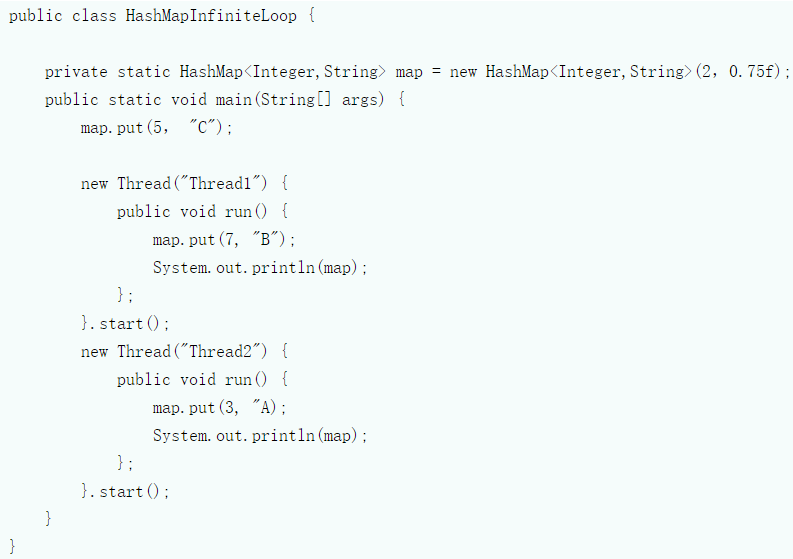 public class HashMapInfiniteLoop {
    private static HashMap<Integer,String> map = new HashMap<Integer,String>(2, 0.75f);
    public static void main(String[] args) {
        map.put(5, "C");
        new Thread("Thread1") {
            public void run() {
                map.put(7, "B");
                System.out.println(map);
            };
        }.start();
        new Thread("Thread2") {
            public void run() {
                map.put(3, "A);
                System.out.println(map);
            };
        }.start();
    }
}